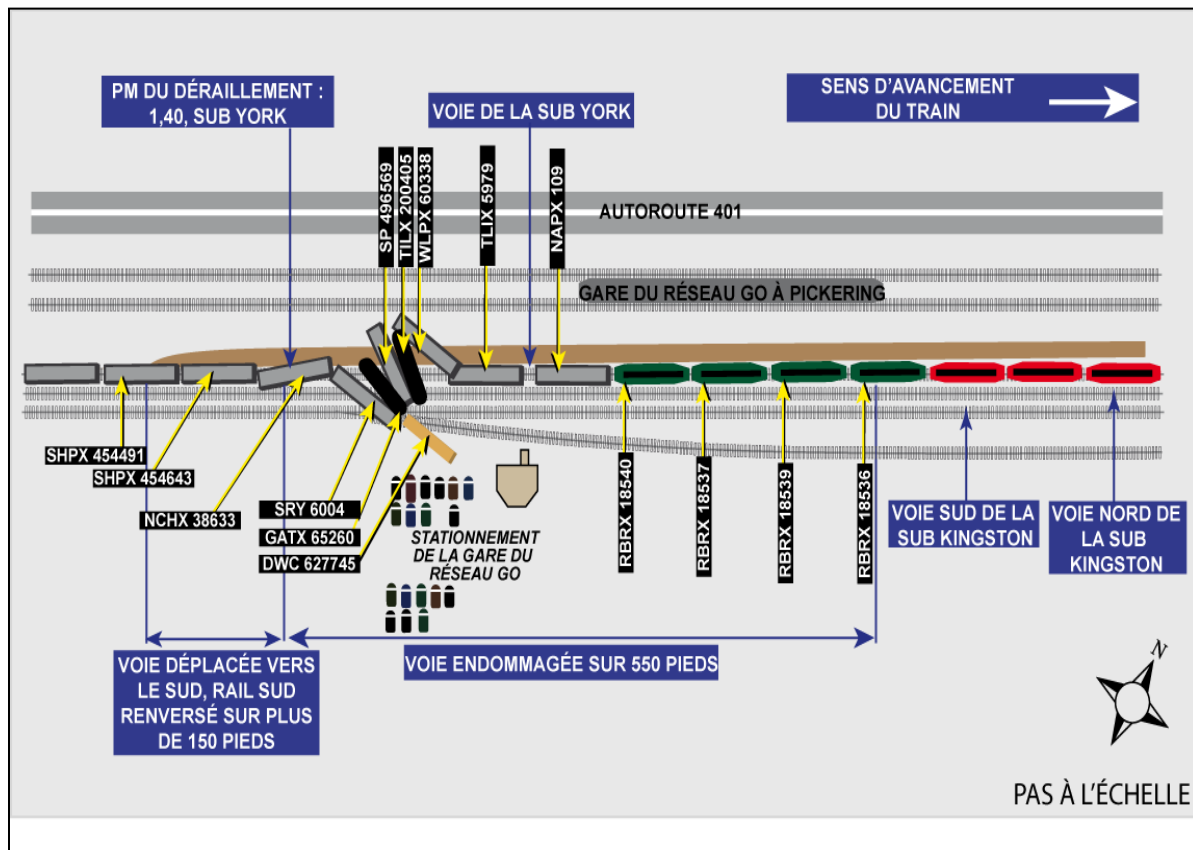 PM DU DÉRAILLEMENT :
1,40, SUB YORK
VOIE DE LA SUB YORK
SENS D'AVANCEMENT
DU TRAIN
SP 496569
TILX 200405
WLPX 60338
TLIX 5979
NAPX 109
AUTOROUTE 401
GARE DU RÉSEAU GO À PICKERING
SHPX 454491
SHPX 454643
NCHX 38633
SRY 6004
GATX 65260
DWC 627745
STATIONNEMENT
DE LA GARE DU
RÉSEAU GO
RBRX 18540
RBRX 18537
RBRX 18539
RBRX 18536
VOIE SUD DE LA
SUB KINGSTON
VOIE NORD DE
LA SUB
KINGSTON
VOIE DÉPLACÉE VERS
LE SUD, RAIL SUD
RENVERSÉ SUR PLUS
DE 150 PIEDS
VOIE ENDOMMAGÉE SUR 550 PIEDS
N
PAS À L'ÉCHELLE